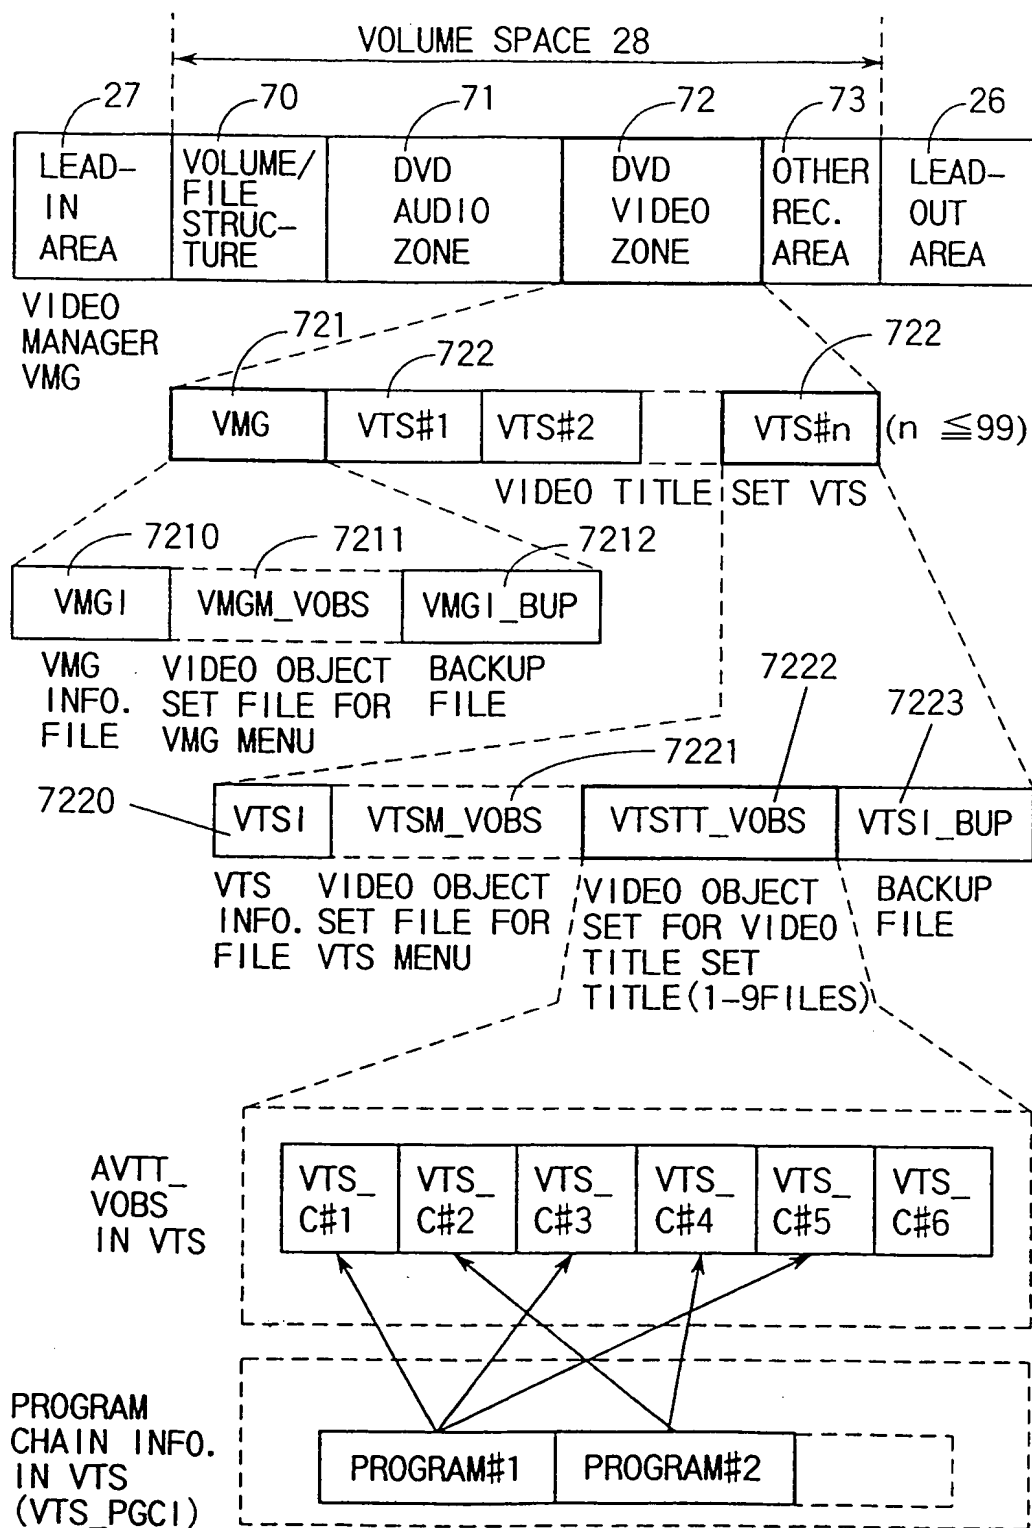 VOLUME SPACE 28
27
70
71
72
73
26
LEAD-
IN
AREA
VOLUME/
FILE
STRUC-
TURE
DVD
AUDIO
ZONE
DVD
VIDEO
ZONE
OTHER
REC.
AREA
LEAD-
OUT
AREA
VIDEO
MANAGER
VMG
721
722
722
VMG
VTS#1
VTS#2
VTS#n
(n ≦99)
VIDEO TITLE SET VTS
7210
7211
7212
VMGI
VMGM_VOBS
VMGI_BUP
VMG
INFO.
FILE
VIDEO OBJECT
SET FILE FOR
VMG MENU
BACKUP
FILE
7220
7221
7222
7223
VTSI
VTSM_VOBS
VTSTT_VOBS
VTSI_BUP
VTS
INFO.
FILE
VIDEO OBJECT
SET FILE FOR
VTS MENU
VIDEO OBJECT
SET FOR VIDEO
TITLE SET
TITLE(1-9FILES)
BACKUP
FILE
AVTT_
VOBS
IN VTS
VTS_
C#1
VTS_
C#2
VTS_
C#3
VTS_
C#4
VTS_
C#5
VTS_
C#6
PROGRAM
CHAIN INFO.
IN VTS
(VTS_PGCI)
PROGRAM#1
PROGRAM#2